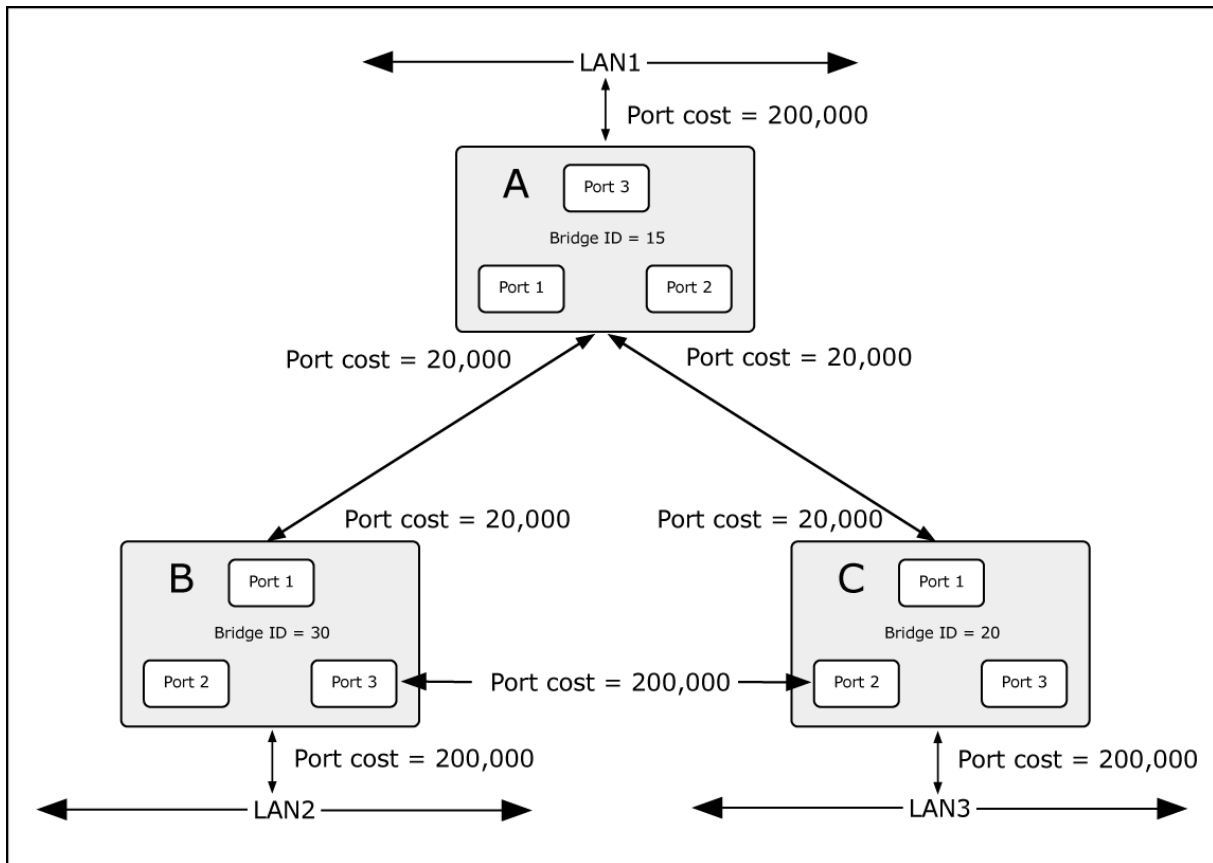 LAN1
Port cost = 200,000
A
Port 3
Bridge ID = 15
Port 1
Port 2
Port cost = 20,000
Port cost = 20,000
Port cost = 20,000
Port cost = 20,000
B
Port 1
Bridge ID = 30
Port 2
Port 3
C
Port 1
Bridge ID = 20
Port 2
Port 3
Port cost = 200,000
Port cost = 200,000
Port cost = 200,000
LAN2
LAN3